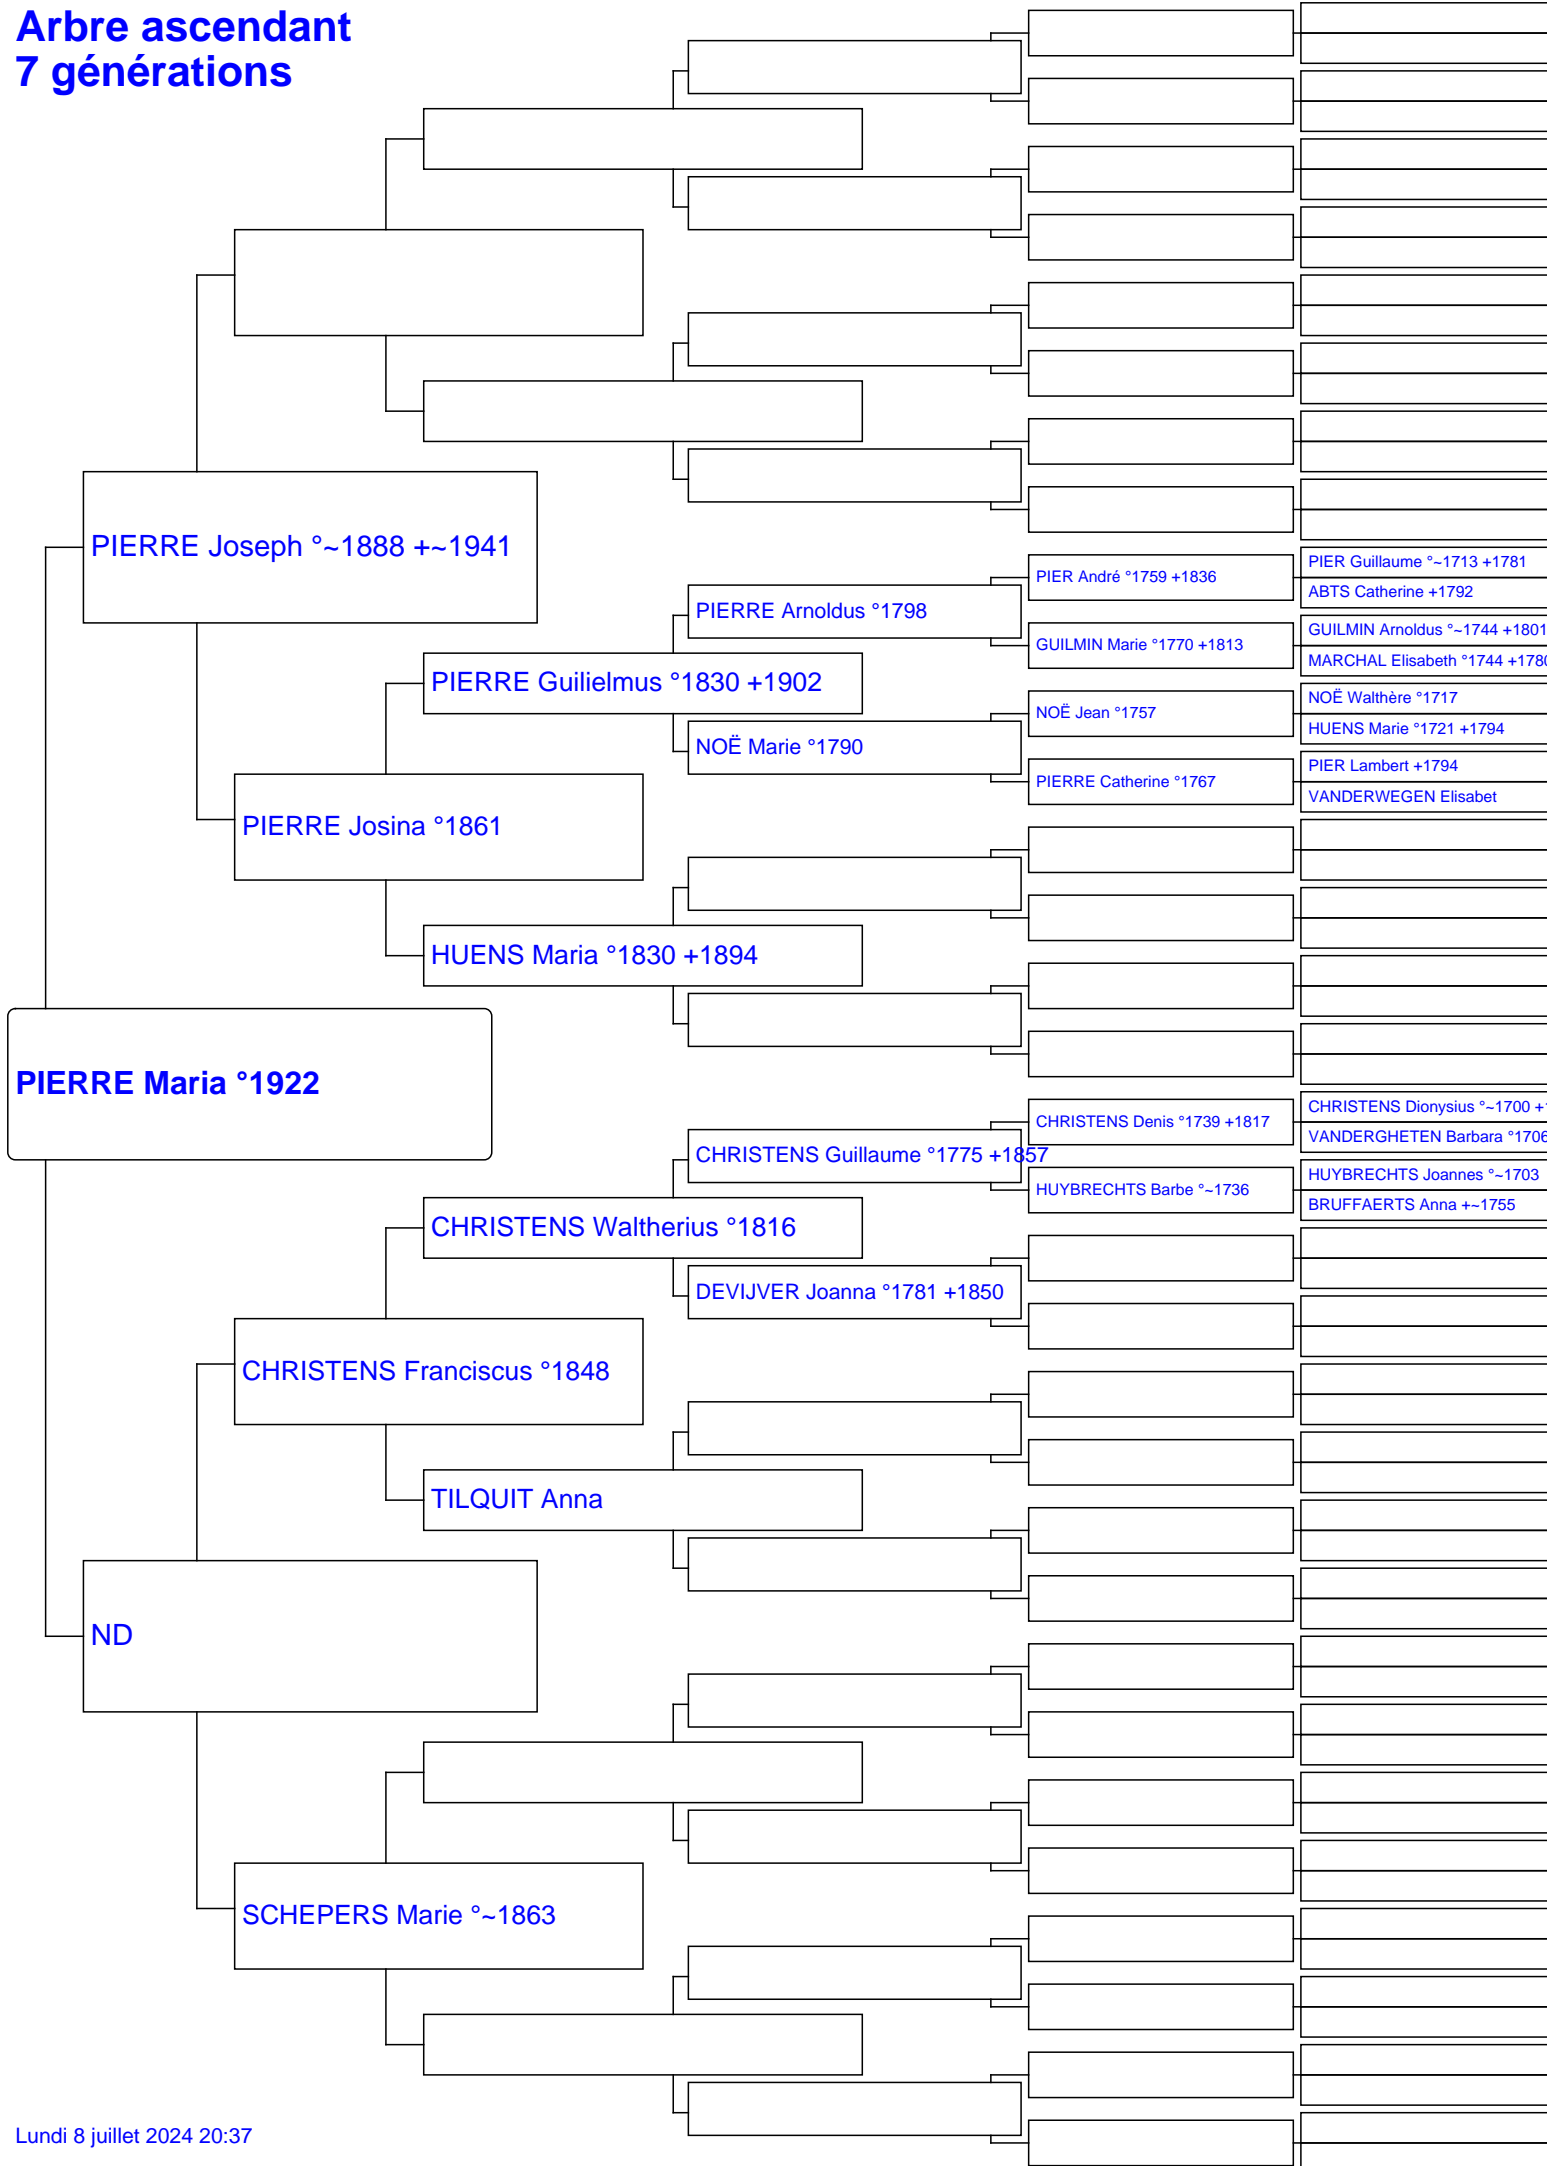 Arbre ascendant
7 générations
PIERRE Maria °1922
PIERRE Joseph °~1888 +~1941
ND
PIERRE Josina °1861
CHRISTENS Franciscus °1848
SCHEPERS Marie °~1863
PIERRE Guilielmus °1830 +1902
HUENS Maria °1830 +1894
CHRISTENS Waltherius °1816
TILQUIT Anna
PIERRE Arnoldus °1798
NOË Marie °1790
CHRISTENS Guillaume °1775 +1857
DEVIJVER Joanna °1781 +1850
PIER André °1759 +1836
GUILMIN Marie °1770 +1813
NOË Jean °1757
PIERRE Catherine °1767
CHRISTENS Denis °1739 +1817
HUYBRECHTS Barbe °~1736
PIER Guillaume °~1713 +1781
ABTS Catherine +1792
GUILMIN Arnoldus °~1744 +1801
MARCHAL Elisabeth °1744 +1780
NOË Walthère °1717
HUENS Marie °1721 +1794
PIER Lambert +1794
VANDERWEGEN Elisabet
CHRISTENS Dionysius °~1700 +
VANDERGHETEN Barbara °1706
HUYBRECHTS Joannes °~1703
BRUFFAERTS Anna +~1755
Lundi 8 juillet 2024 20:37